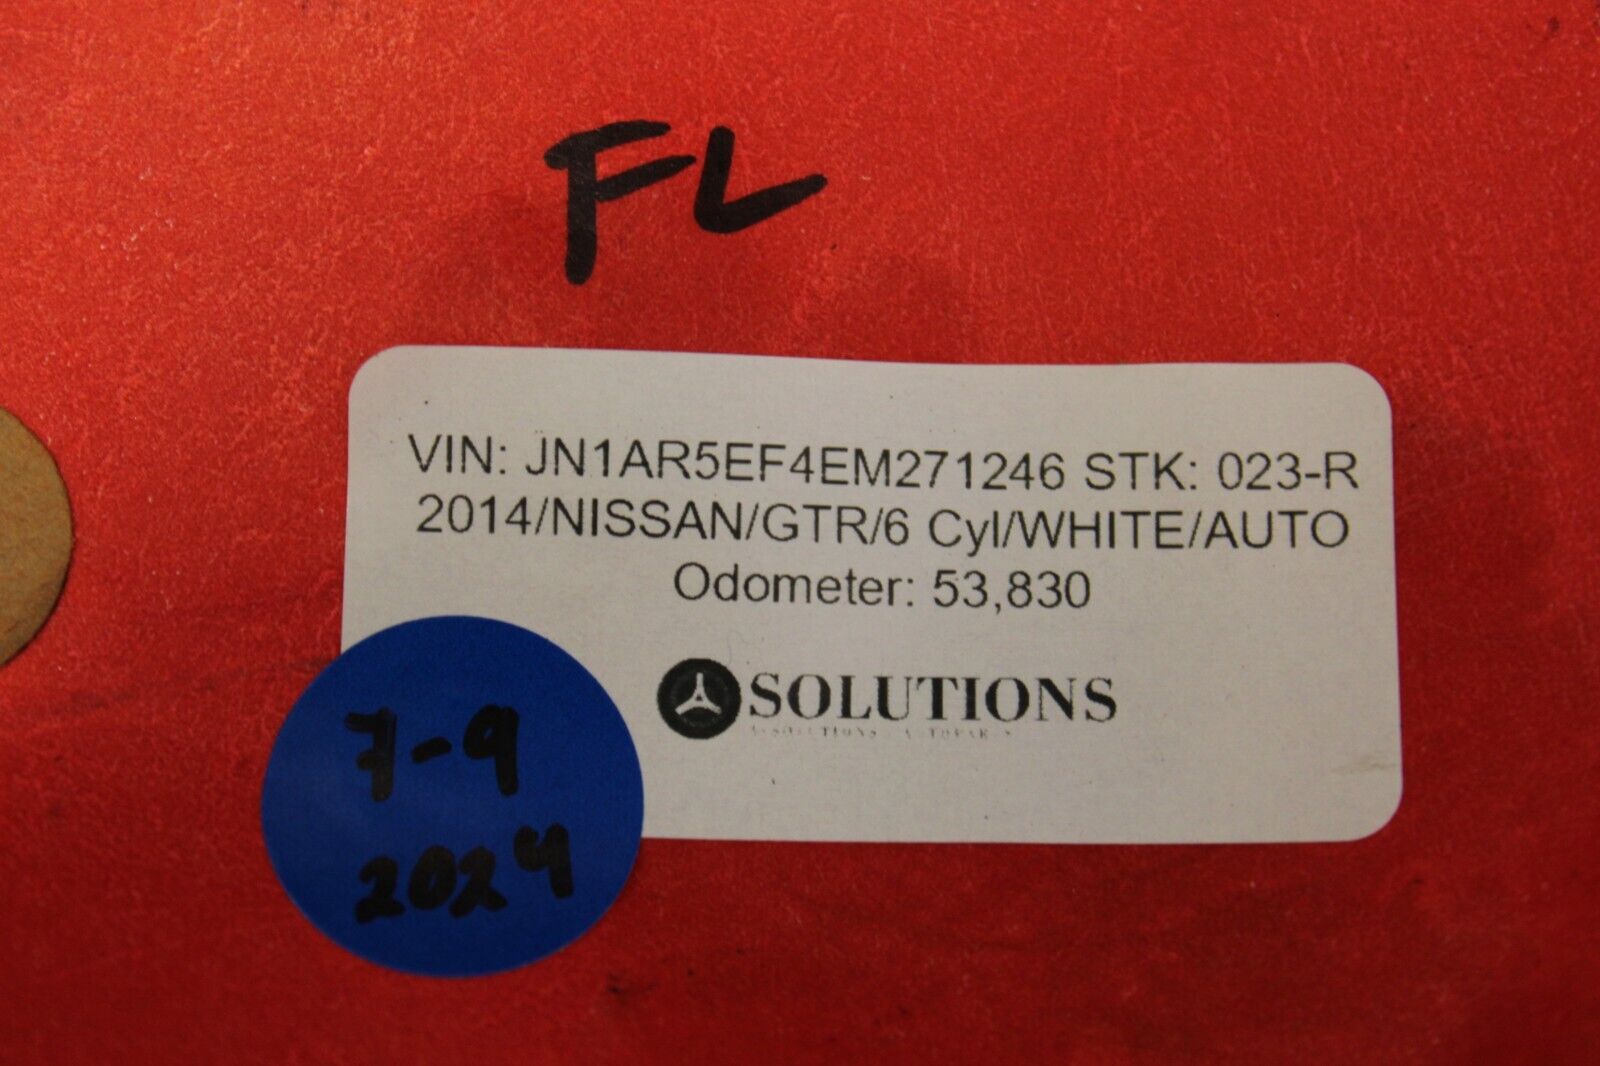 FL
VIN: JN1AR5EF4EM271246 STK: 023-R
2014/NISSAN/GTR/6 Cyl/WHITE/AUTO
Odometer: 53,830
SOLUTIONS
7-9
2024